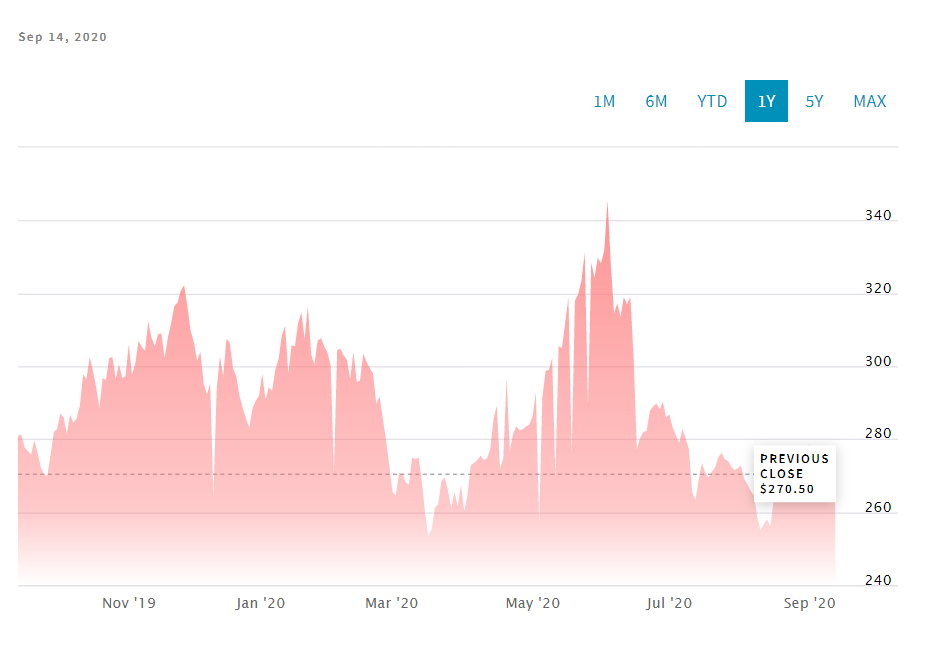 Sep 14, 2020
1M 6M YTD 1Y 5Y MAX
340
320
300
280
PREVIOUS
CLOSE
$270.50
260
240
Nov '19 Jan '20 Mar '20 May '20 Jul '20 Sep '20